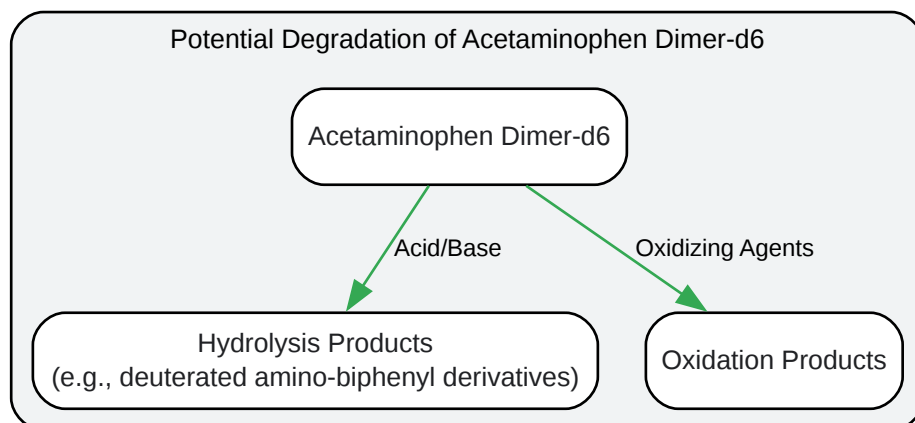 Potential Degradation of Acetaminophen Dimer-d6
Acetaminophen Dimer-d6
Acid/Base
Oxidizing Agents
Hydrolysis Products
(e.g., deuterated amino-biphenyl derivatives)
Oxidation Products